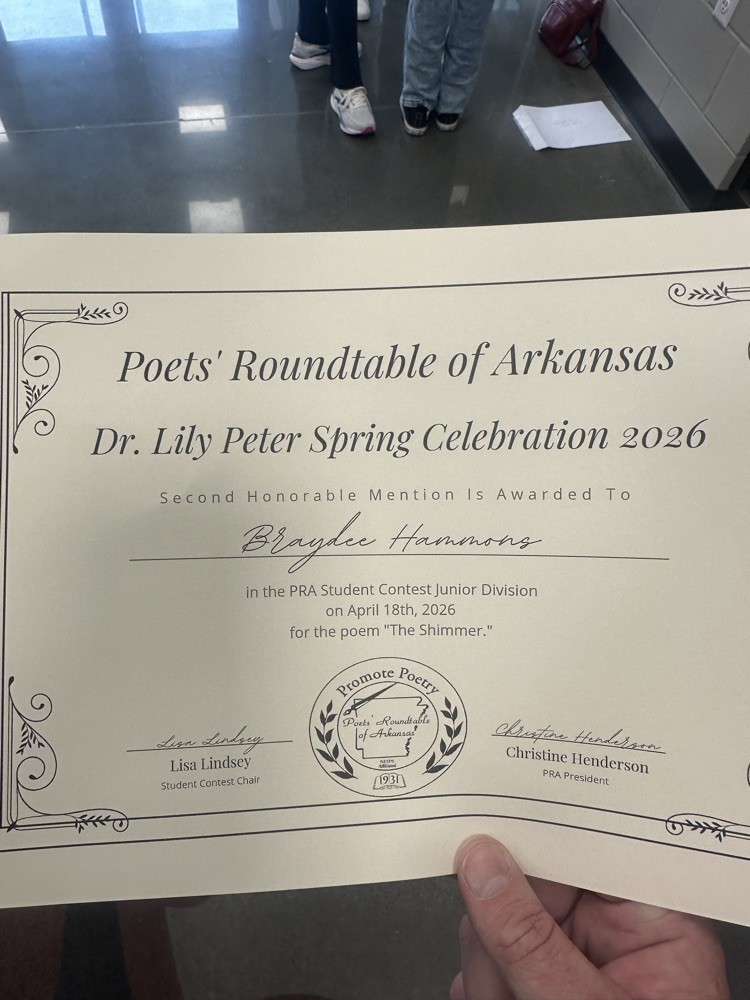 Poets' Roundtable of Arkansas
Dr. Lily Peter Spring Celebration 2026
Second Honorable Mention Is Awarded To
Braydee Hammons
in the PRA Student Contest Junior Division
on April 18th, 2026
for the poem "The Shimmer."
Promote Poetry
Poets' Roundtable
of Arkansas
NFSPS
Affiliated
1931
Lisa Lindsey
Lisa Lindsey
Student Contest Chair
Christine Henderson
Christine Henderson
PRA President